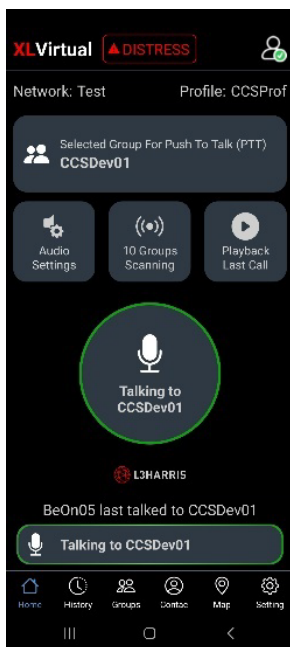 XLVirtual ▲DISTRESS
Network: Test Profile: CCSProf
Selected Group For Push To Talk (PTT)
CCSDev01
Audio
Settings
10 Groups
Scanning
Playback
Last Call
Talking to
CCSDev01
L3HARRIS
BeOn05 last talked to CCSDev01
Talking to CCSDev01
Home History Groups Contac Map Setting